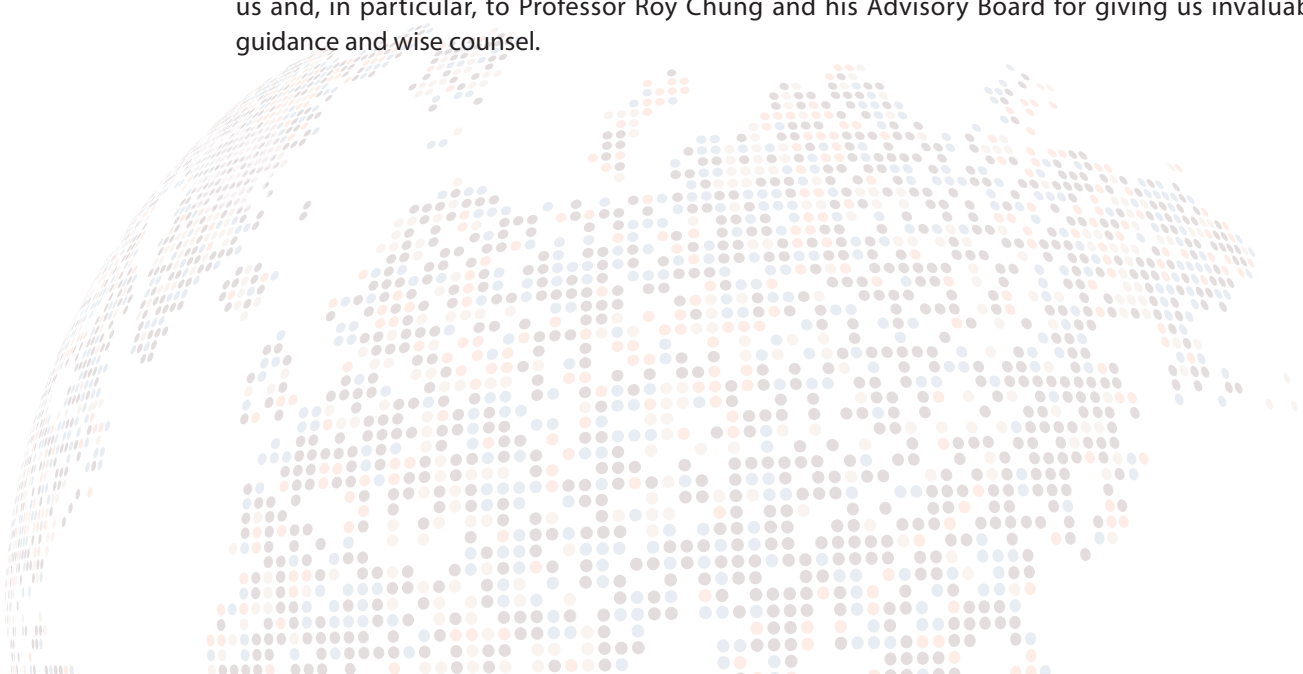 us and, in particular, to Professor Roy Chung and his Advisory Board for giving us
guidance and wise counsel.